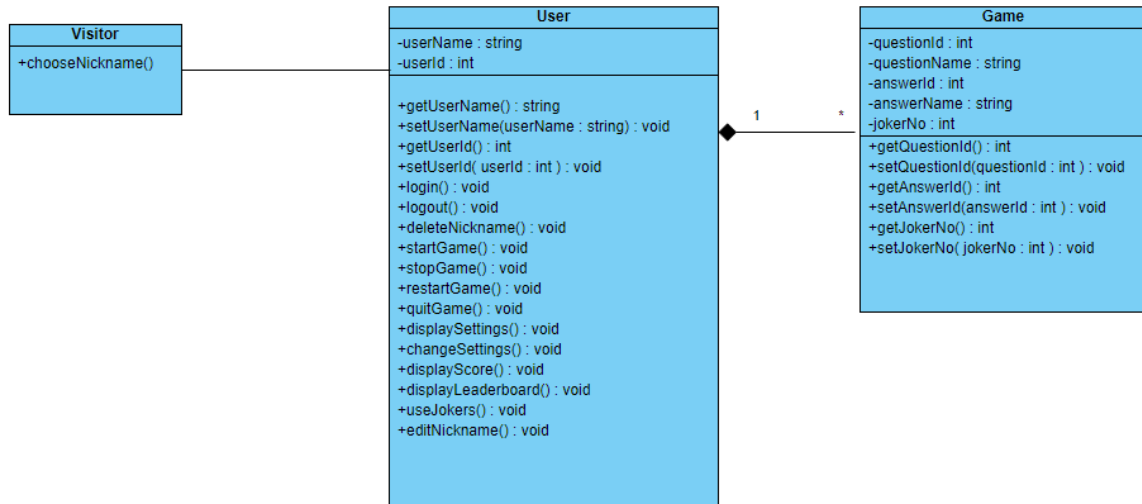 Visitor
+chooseNickname()
User
-userName : string
-userId : int
+getUserName() : string
+setUserName(userName : string) : void
+getUserId() : int
+setUserId( userId : int ) : void
+login() : void
+logout() : void
+deleteNickname() : void
+startGame() : void
+stopGame() : void
+restartGame() : void
+quitGame() : void
+displaySettings() : void
+changeSettings() : void
+displayScore() : void
+displayLeaderboard() : void
+useJokers() : void
+editNickname() : void
1
*
Game
-questionId : int
-questionName : string
-answerId : int
-answerName : string
-jokerNo : int
+getQuestionId() : int
+setQuestionId(questionId : int ) : void
+getAnswerId() : int
+setAnswerId(answerId : int ) : void
+getJokerNo() : int
+setJokerNo( jokerNo : int ) : void